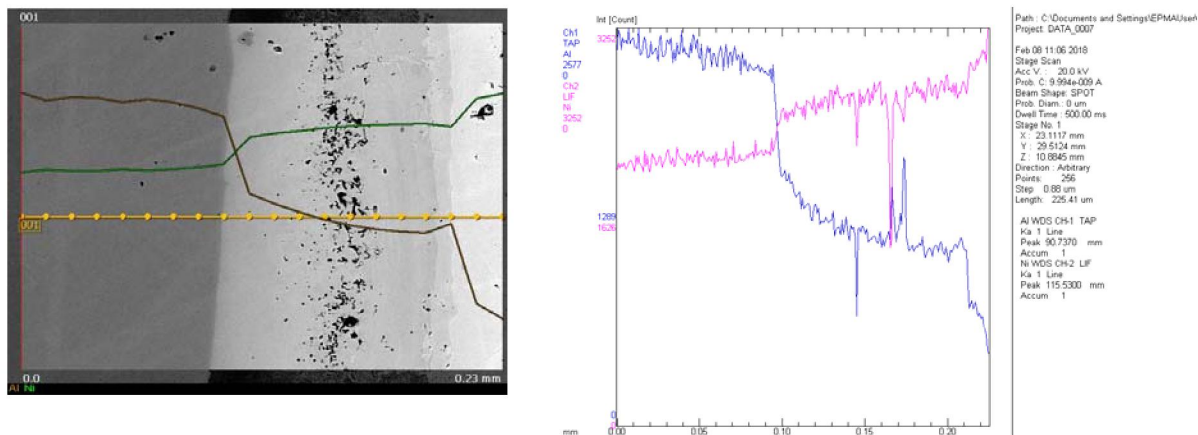 001
001
0.0
0.23 mm
Al Ni
Int [Count]
Ch1
TAP
Al
2577
0
Ch2
LIF
Ni
3252
0
3252
1289
1626
0
0
mm
0.00
0.05
0.10
0.15
0.20
Path : C:\Documents and Settings\EPMAUser\
Project: DATA_0007
Feb 08 11:06 2018
Stage Scan
Acc V. : 20.0 kV
Prob. C: 9.994e-009 A
Beam Shape: SPOT
Prob. Diam.: 0 um
Dwell Time : 500.00 ms
Stage No. 1
X : 23.1117 mm
Y : 29.5124 mm
Z : 10.8845 mm
Direction : Arbitrary
Points: 256
Step 0.88 um
Length: 225.41 um
Al WDS CH-1 TAP
Ka 1 Line
Peak 90.7370 mm
Accum 1
Ni WDS CH-2 LIF
Ka 1 Line
Peak 115.5300 mm
Accum 1